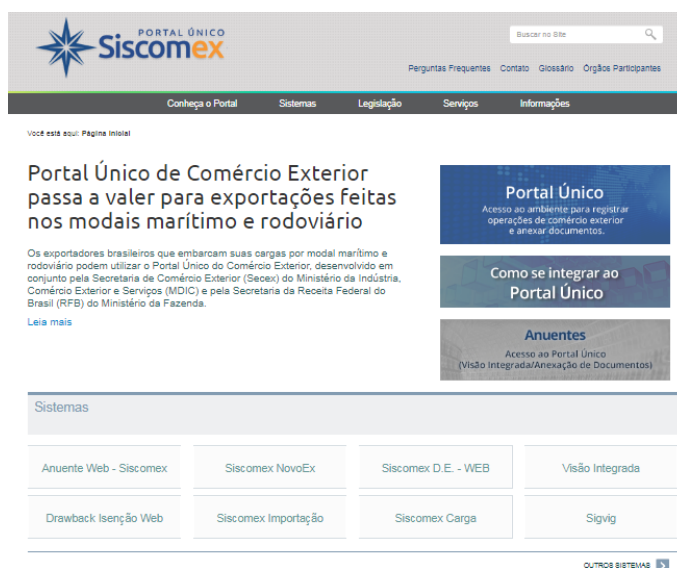 PORTAL ÚNICO
Siscomex
Buscar no Site
Perguntas Frequentes Contato Glossário Órgãos Participantes
Conheça o Portal Sistemas Legislação Serviços Informações
Você está aqui: Página Inicial
Portal Único de Comércio Exterior
passa a valer para exportações feitas
nos modais marítimo e rodoviário
Os exportadores brasileiros que embarcam suas cargas por modal marítimo e
rodoviário podem utilizar o Portal Único do Comércio Exterior, desenvolvido em
conjunto pela Secretaria de Comércio Exterior (Secex) do Ministério da Indústria,
Comércio Exterior e Serviços (MDIC) e pela Secretaria da Receita Federal do
Brasil (RFB) do Ministério da Fazenda.
Leia mais
Portal Único
Acesso ao ambiente para registrar
operações de comércio exterior
e anexar documentos.
Como se integrar ao
Portal Único
Anuentes
Acesso ao Portal Único
(Visão Integrada/Anexação de Documentos)
Sistemas
Anuente Web - Siscomex Siscomex NovoEx Siscomex D.E. - WEB Visão Integrada
Drawback Isenção Web Siscomex Importação Siscomex Carga Sigvig
OUTROS SISTEMAS